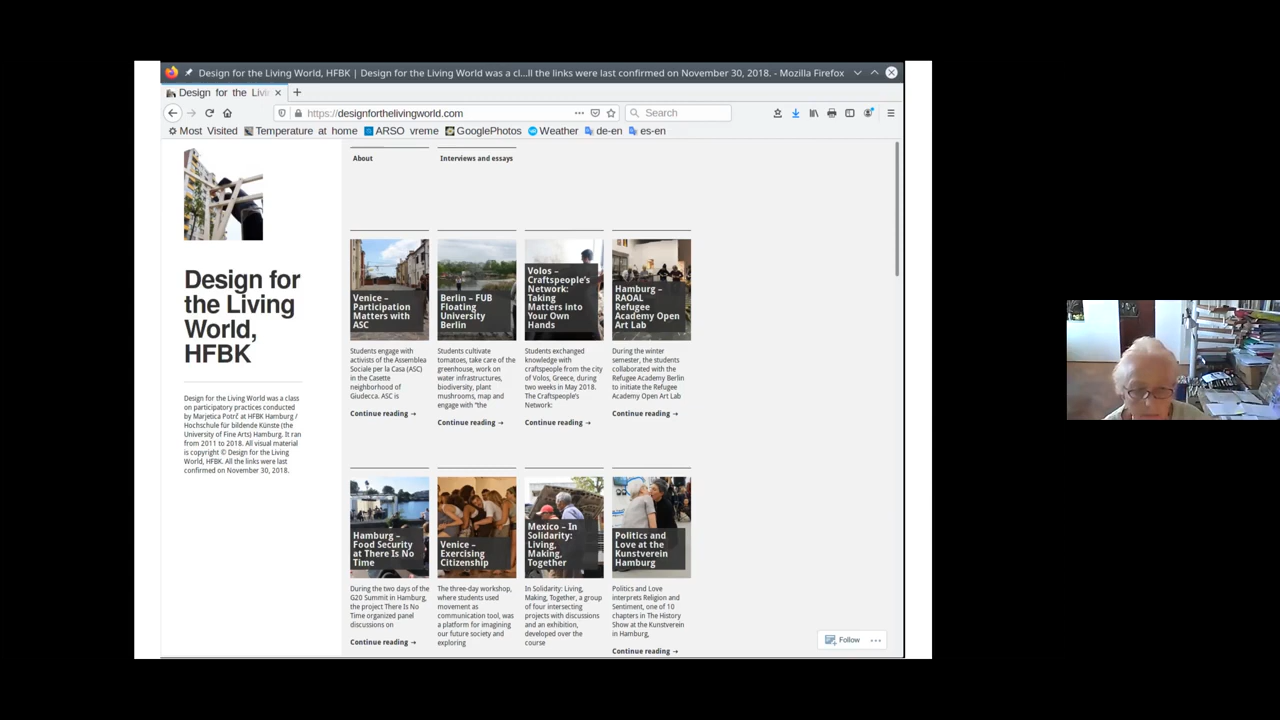 Design for the Living World, HFBK | Design for the Living World was a cl...ll the links were last confirmed on November 30, 2018. - Mozilla Firefox
Design for the Livi
https://designforthelivingworld.com
Search
Most Visited
Temperature at home
ARSO vreme
GooglePhotos
Weather
de-en
es-en
About
Interviews and essays
Design for
the Living
World,
HFBK
Design for the Living World was a class
on participatory practices conducted
by Marjetica Potrč at HFBK Hamburg /
Hochschule für bildende Künste (the
University of Fine Arts) Hamburg. It ran
from 2011 to 2018. All visual material
is copyright © Design for the Living
World, HFBK. All the links were last
confirmed on November 30, 2018.
Venice –
Participation
Matters with
ASC
Students engage with
activists of the Assemblea
Sociale per la Casa (ASC)
in the Casette
neighborhood of
Giudecca. ASC is
Continue reading →
Berlin – FUB
Floating
University
Berlin
Students cultivate
tomatoes, take care of the
greenhouse, work on
water infrastructures,
biodiversity, plant
mushrooms, map and
engage with “the
Continue reading →
Volos –
Craftspeople’s
Network:
Taking
Matters into
Your Own
Hands
Students exchanged
knowledge with
craftspeople from the city
of Volos, Greece, during
two weeks in May 2018.
The Craftspeople’s
Network:
Continue reading →
Hamburg –
RAOAL
Refugee
Academy Open
Art Lab
During the winter
semester, the students
collaborated with the
Refugee Academy Berlin
to initiate the Refugee
Academy Open Art Lab
Continue reading →
Hamburg –
Food Security
at There Is No
Time
During the two days of the
G20 Summit in Hamburg,
the project There Is No
Time organized panel
discussions on
Continue reading →
Venice –
Exercising
Citizenship
The three-day workshop,
where students used
movement as
communication tool, was
a platform for imagining
our future society and
exploring
Mexico – In
Solidarity:
Living,
Making,
Together
In Solidarity: Living,
Making, Together, a group
of four intersecting
projects with discussions
and an exhibition,
developed over the
course
Politics and
Love at the
Kunstverein
Hamburg
Politics and Love
interprets Religion and
Sentiment, one of 10
chapters in The History
Show at the Kunstverein
in Hamburg,
Continue reading →
Follow